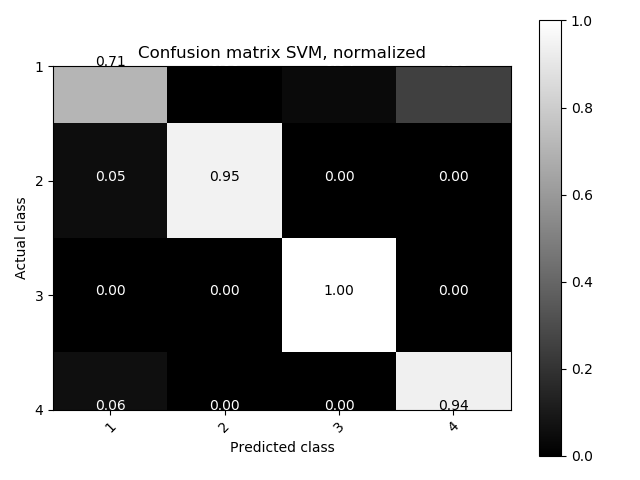 Confusion matrix SVM, normalized
0.71
0.05 0.95 0.00 0.00
0.00 0.00 1.00 0.00
0.06 0.00 0.00 0.94
1
2
3
4
Actual class
1 2 3 4
Predicted class
1.0
0.8
0.6
0.4
0.2
0.0